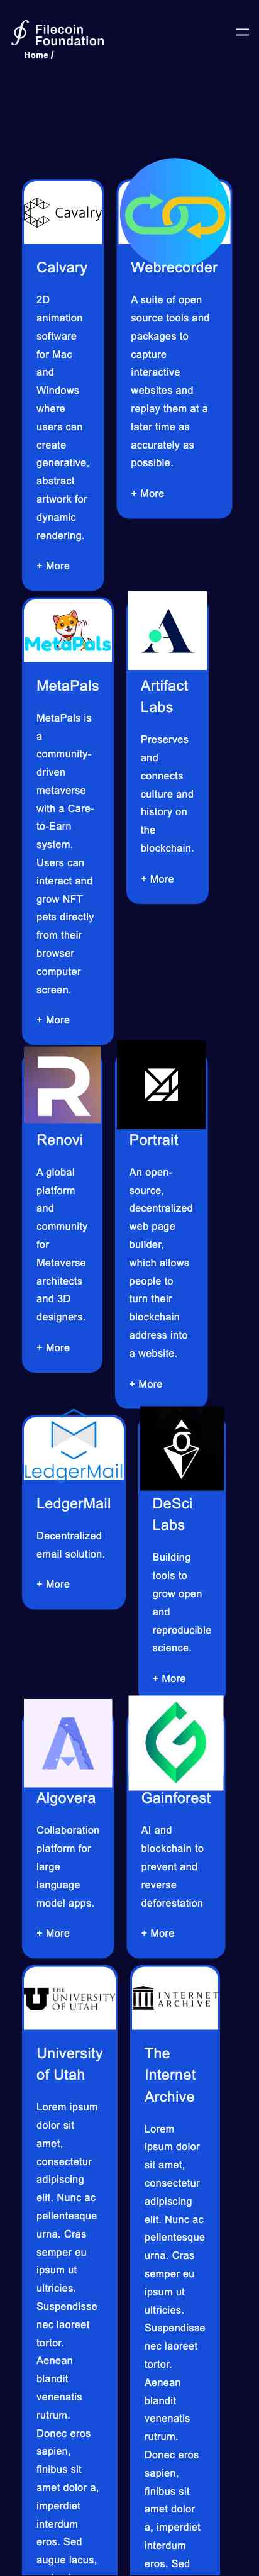 Filecoin
Foundation
Home /
Cavalry
Calvary
2D
animation
software
for Mac
and
Windows
where
users can
create
generative,
abstract
artwork for
dynamic
rendering.
+ More
Webrecorder
A suite of open
source tools and
packages to
capture
interactive
websites and
replay them at a
later time as
accurately as
possible.
+ More
MetaPals
MetaPals
MetaPals is
a
community-
driven
metaverse
with a Care-
to-Earn
system.
Users can
interact and
grow NFT
pets directly
from their
browser
computer
screen.
+ More
Artifact
Labs
Preserves
and
connects
culture and
history on
the
blockchain.
+ More
Renovi
A global
platform
and
community
for
Metaverse
architects
and 3D
designers.
+ More
Portrait
An open-
source,
decentralized
web page
builder,
which allows
people to
turn their
blockchain
address into
a website.
+ More
LedgerMail
LedgerMail
Decentralized
email solution.
+ More
DeSci
Labs
Building
tools to
grow open
and
reproducible
science.
+ More
Algovera
Collaboration
platform for
large
language
model apps.
+ More
Gainforest
AI and
blockchain to
prevent and
reverse
deforestation
+ More
THE
UNIVERSITY
OF UTAH
University
of Utah
Lorem ipsum
dolor sit
amet,
consectetur
adipiscing
elit. Nunc ac
pellentesque
urna. Cras
semper eu
ipsum ut
ultricies.
Suspendisse
nec laoreet
tortor.
Aenean
blandit
venenatis
rutrum.
Donec eros
sapien,
finibus sit
amet dolor a,
imperdiet
interdum
eros. Sed
augue lacus,
INTERNET
ARCHIVE
The
Internet
Archive
Lorem
ipsum dolor
sit amet,
consectetur
adipiscing
elit. Nunc ac
pellentesque
urna. Cras
semper eu
ipsum ut
ultricies.
Suspendisse
nec laoreet
tortor.
Aenean
blandit
venenatis
rutrum.
Donec eros
sapien,
finibus sit
amet dolor
a, imperdiet
interdum
eros. Sed